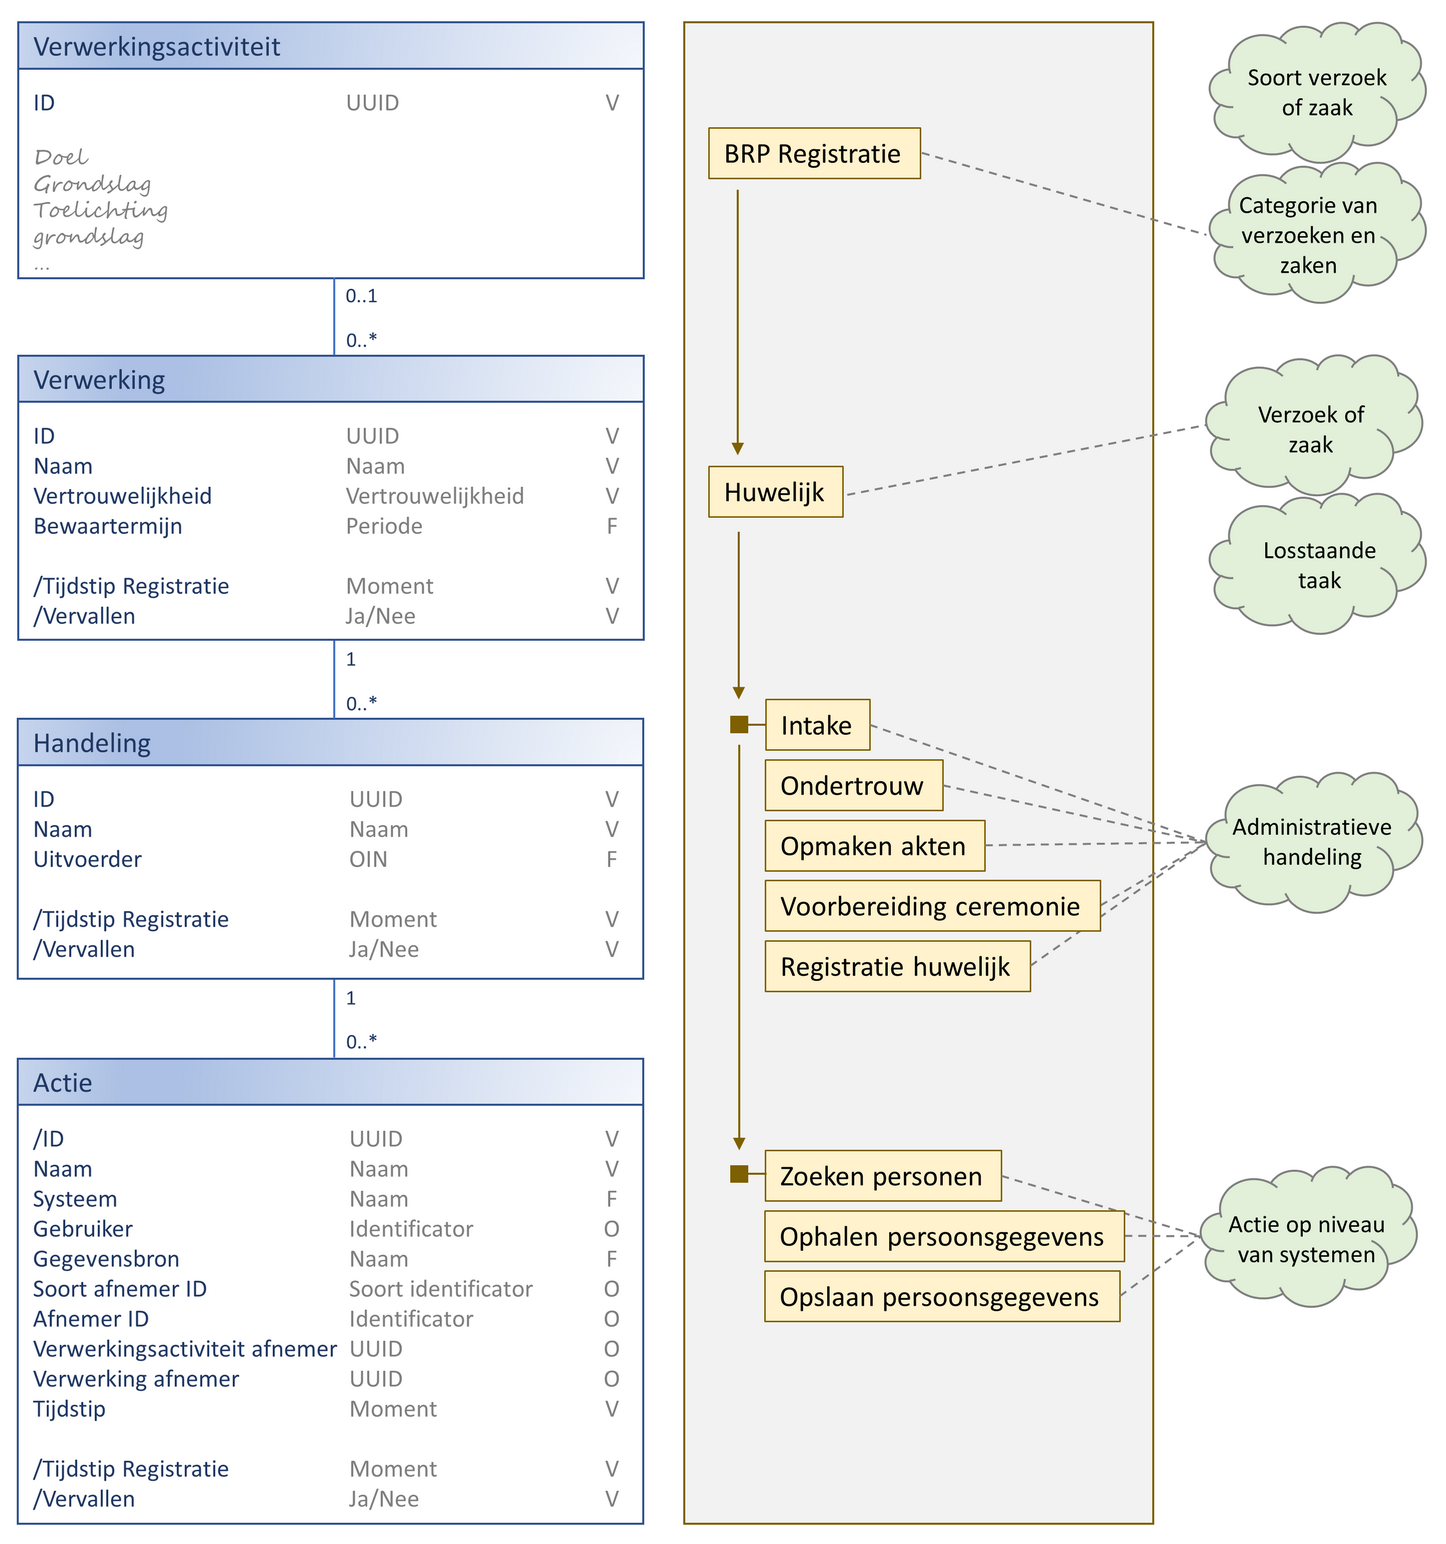 Verwerkingsactiviteit
ID UUID V
Doel
Grondslag
Toelichting
grondslag
...
0..1
0..*
Verwerking
ID UUID V
Naam Naam V
Vertrouwelijkheid Vertrouwelijkheid V
Bewaartermijn Periode F
/Tijdstip Registratie Moment V
/Vervallen Ja/Nee V
1
0..*
Handeling
ID UUID V
Naam Naam V
Uitvoerder OIN F
/Tijdstip Registratie Moment V
/Vervallen Ja/Nee V
1
0..*
Actie
/ID UUID V
Naam Naam V
Systeem Naam F
Gebruiker Identificator O
Gegevensbron Naam F
Soort afnemer ID Soort identificator O
Afnemer ID Identificator O
Verwerkingsactiviteit afnemer UUID O
Verwerking afnemer UUID O
Tijdstip Moment V
/Tijdstip Registratie Moment V
/Vervallen Ja/Nee V
BRP Registratie
Huwelijk
Intake
Ondertrouw
Opmaken akten
Voorbereiding ceremonie
Registratie huwelijk
Zoeken personen
Ophalen persoonsgegevens
Opslaan persoonsgegevens
Soort verzoek
of zaak
Categorie van
verzoeken en
zaken
Verzoek of
zaak
Losstaande
taak
Administratieve
handeling
Actie op niveau
van systemen